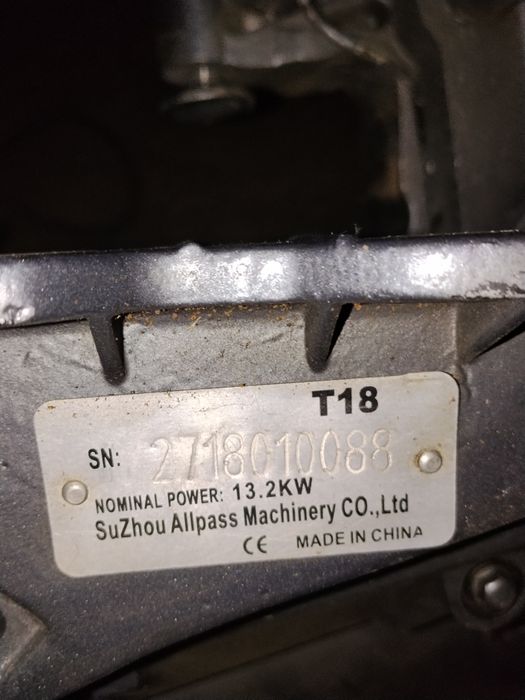 T18
SN: 2718010088
NOMINAL POWER: 13.2KW
SuZhou Allpass Machinery CO.,Ltd
CE MADE IN CHINA